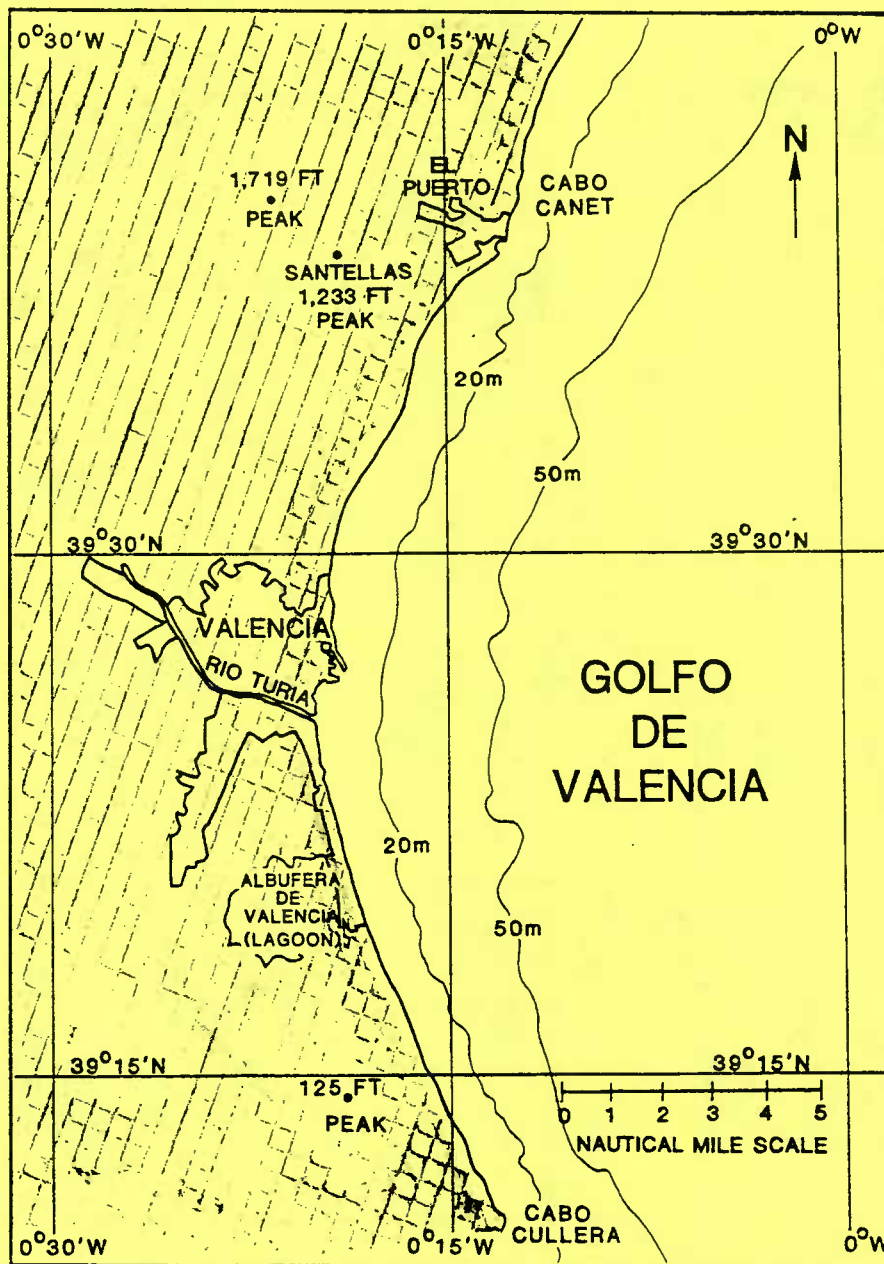 0°30'W
0°15'W
0°W
N
1,719 FT
PEAK
EL
PUERTO
CABO
CANET
SANTELLAS
1,233 FT
PEAK
20m
50m
39°30'N
39°30'N
VALENCIA
RIO TURIA
GOLFO
DE
VALENCIA
20m
ALBUFERA
DE
VALENCIA
(LAGOON)
50m
39°15'N
39°15'N
125 FT
PEAK
0 1 2 3 4 5
NAUTICAL MILE SCALE
CABO
CULLERA
0°30'W
0°15'W
0°W